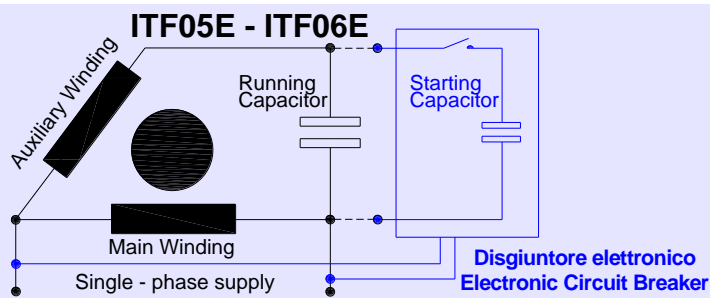 ITF05E - ITF06E
Auxiliary Winding
Running
Capacitor
Starting
Capacitor
Main Winding
Single - phase supply
Disgiuntore elettronico
Electronic Circuit Breaker